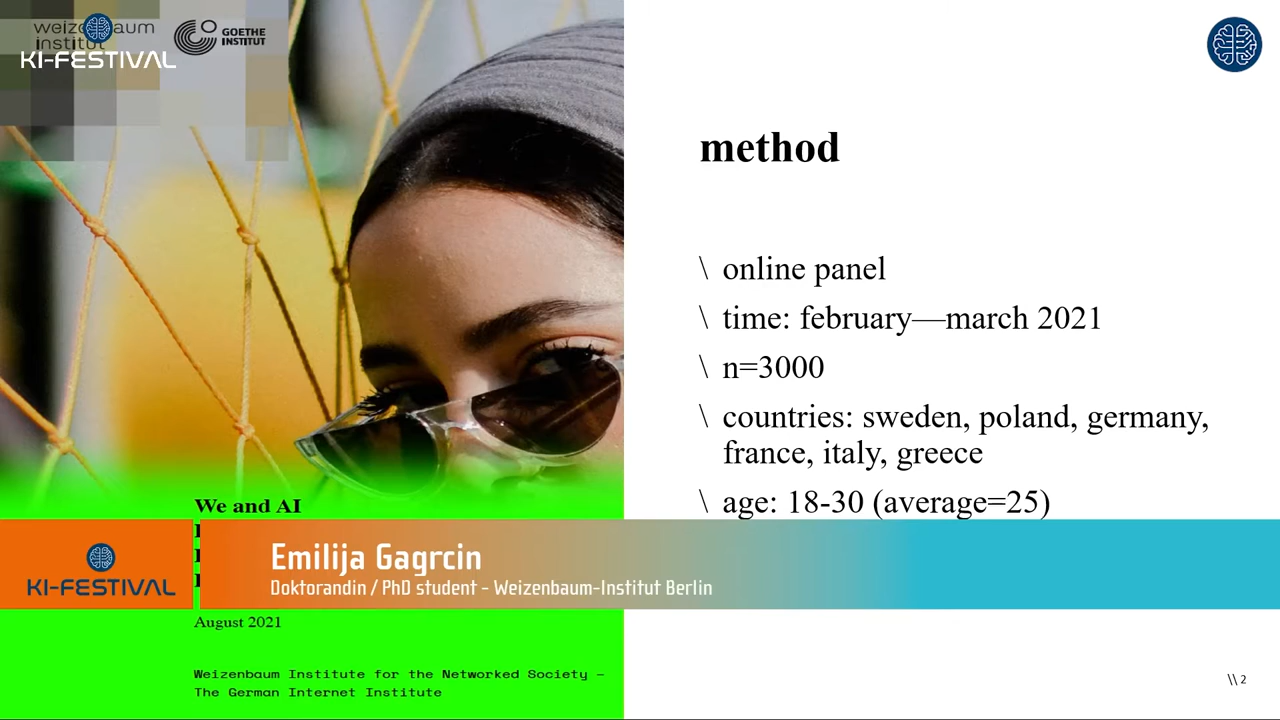 weizenbaum
institut
GOETHE
INSTITUT
KI-FESTIVAL
method
\ online panel
\ time: february—march 2021
\ n=3000
\ countries: sweden, poland, germany,
france, italy, greece
\ age: 18-30 (average=25)
We and AI
KI-FESTIVAL
Emilija Gagrcin
Doktorandin / PhD student - Weizenbaum-Institut Berlin
August 2021
Weizenbaum Institute for the Networked Society –
The German Internet Institute
\\ 2